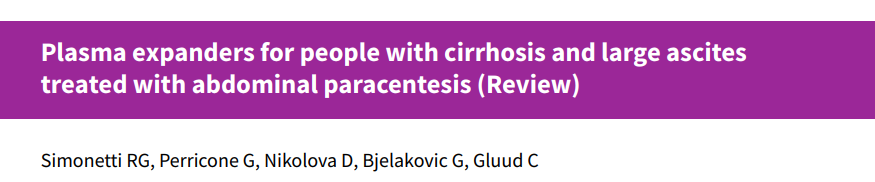 Plasma expanders for people with cirrhosis and large ascites
treated with abdominal paracentesis (Review)
Simonetti RG, Perricone G, Nikolova D, Bjelakovic G, Gluud C